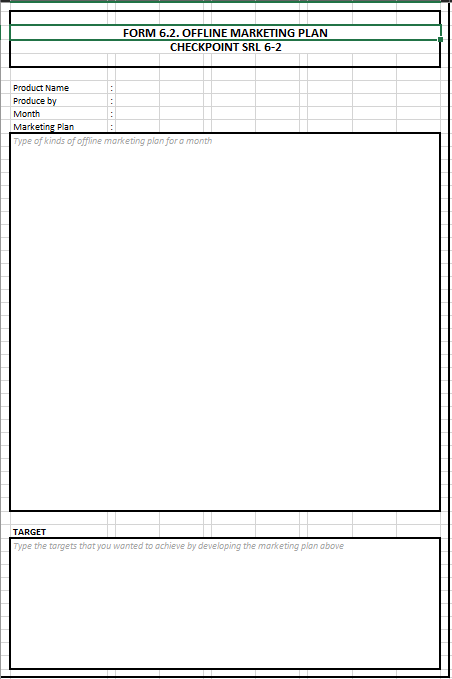 FORM 6.2. OFFLINE MARKETING PLAN
CHECKPOINT SRL 6-2
Product Name :
Produce by :
Month :
Marketing Plan :
Type of kinds of offline marketing plan for a month
TARGET
Type the targets that you wanted to achieve by developing the marketing plan above